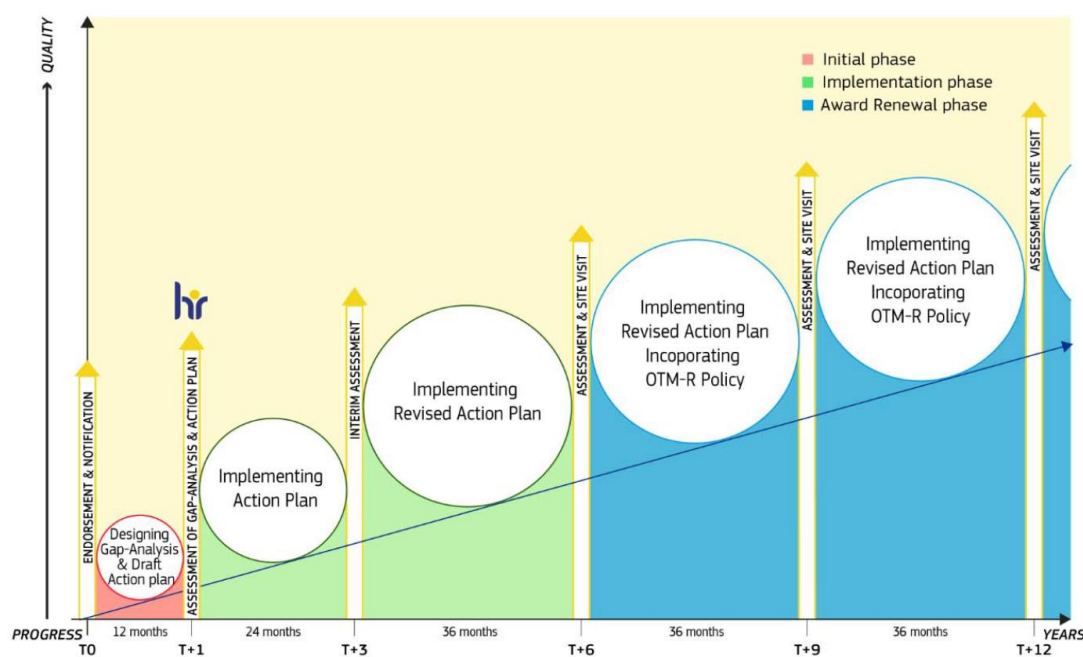 QUALITY
Initial phase
Implementation phase
Award Renewal phase
hr
ENDORSEMENT & NOTIFICATION
Designing
Gap-Analysis
& Draft
Action plan
ASSESSMENT OF GAP-ANALYSIS & ACTION PLAN
Implementing
Action Plan
INTERIM ASSESSMENT
Implementing
Revised Action Plan
ASSESSMENT & SITE VISIT
Implementing
Revised Action Plan
Incoporating
OTM-R Policy
ASSESSMENT & SITE VISIT
Implementing
Revised Action Plan
Incoporating
OTM-R Policy
ASSESSMENT & SITE VISIT
PROGRESS
12 months
24 months
36 months
36 months
36 months
YEARS
T0
T+1
T+3
T+6
T+9
T+12